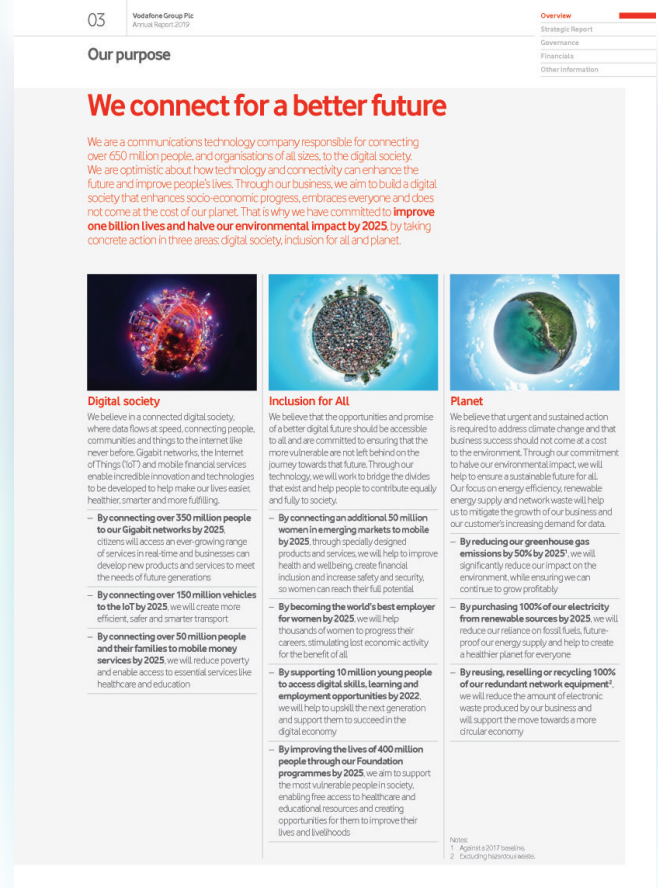 03
Vodafone Group Plc
Annual Report 2019
Overview
Strategic Report
Governance
Financials
Other Information
Our purpose
We connect for a better future
We are a communications technology company responsible for connecting
over 650 million people, and organisations of all sizes, to the digital society.
We are optimistic about how technology and connectivity can enhance the
future and improve people's lives. Through our business, we aim to build a digital
society that enhances socio-economic progress, embraces everyone and does
not come at the cost of our planet. That is why we have committed to improve
one billion lives and halve our environmental impact by 2025, by taking
concrete action in three areas: digital society, inclusion for all and planet.
Digital society
We believe in a connected digital society,
where data flows at speed, connecting people,
communities and things to the internet like
never before. Gigabit networks, the Internet
of Things ('IoT') and mobile financial services
enable incredible innovation and technologies
to be developed to help make our lives easier,
healthier, smarter and more fulfilling.
– By connecting over 350 million people
to our Gigabit networks by 2025,
citizens will access an ever-growing range
of services in real-time and businesses can
develop new products and services to meet
the needs of future generations
– By connecting over 150 million vehicles
to the IoT by 2025, we will create more
efficient, safer and smarter transport
– By connecting over 50 million people
and their families to mobile money
services by 2025, we will reduce poverty
and enable access to essential services like
healthcare and education
Inclusion for All
We believe that the opportunities and promise
of a better digital future should be accessible
to all and are committed to ensuring that the
more vulnerable are not left behind on the
journey towards that future. Through our
technology, we will work to bridge the divides
that exist and help people to contribute equally
and fully to society.
– By connecting an additional 50 million
women in emerging markets to mobile
by 2025, through specially designed
products and services, we will help to improve
health and wellbeing, create financial
inclusion and increase safety and security,
so women can reach their full potential
– By becoming the world's best employer
for women by 2025, we will help
thousands of women to progress their
careers, stimulating lost economic activity
for the benefit of all
– By supporting 10 million young people
to access digital skills, learning and
employment opportunities by 2022,
we will help to upskill the next generation
and support them to succeed in the
digital economy
– By improving the lives of 400 million
people through our Foundation
programmes by 2025, we aim to support
the most vulnerable people in society,
enabling free access to healthcare and
educational resources and creating
opportunities for them to improve their
lives and livelihoods
Planet
We believe that urgent and sustained action
is required to address climate change and that
business success should not come at a cost
to the environment. Through our commitment
to halve our environmental impact, we will
help to ensure a sustainable future for all.
Our focus on energy efficiency, renewable
energy supply and network waste will help
us to mitigate the growth of our business and
our customer's increasing demand for data.
– By reducing our greenhouse gas
emissions by 50% by 2025¹, we will
significantly reduce our impact on the
environment, while ensuring we can
continue to grow profitably
– By purchasing 100% of our electricity
from renewable sources by 2025, we will
reduce our reliance on fossil fuels, future-
proof our energy supply and help to create
a healthier planet for everyone
– By reusing, reselling or recycling 100%
of our redundant network equipment²,
we will reduce the amount of electronic
waste produced by our business and
will support the move towards a more
circular economy
Notes:
1 Against a 2017 baseline.
2 Excluding hazardous waste.